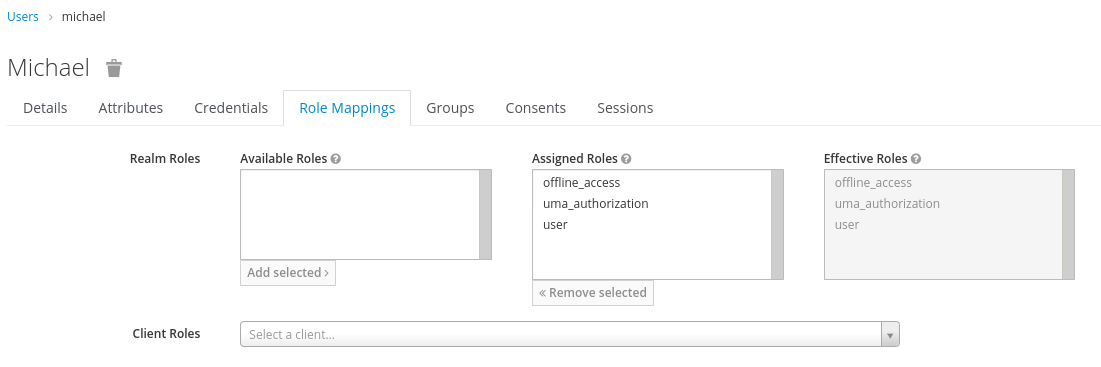 Users > michael
Michael
Details Attributes Credentials Role Mappings Groups Consents Sessions
Realm Roles
Available Roles
Add selected >
Assigned Roles
offline_access
uma_authorization
user
« Remove selected
Effective Roles
offline_access
uma_authorization
user
Client Roles
Select a client...